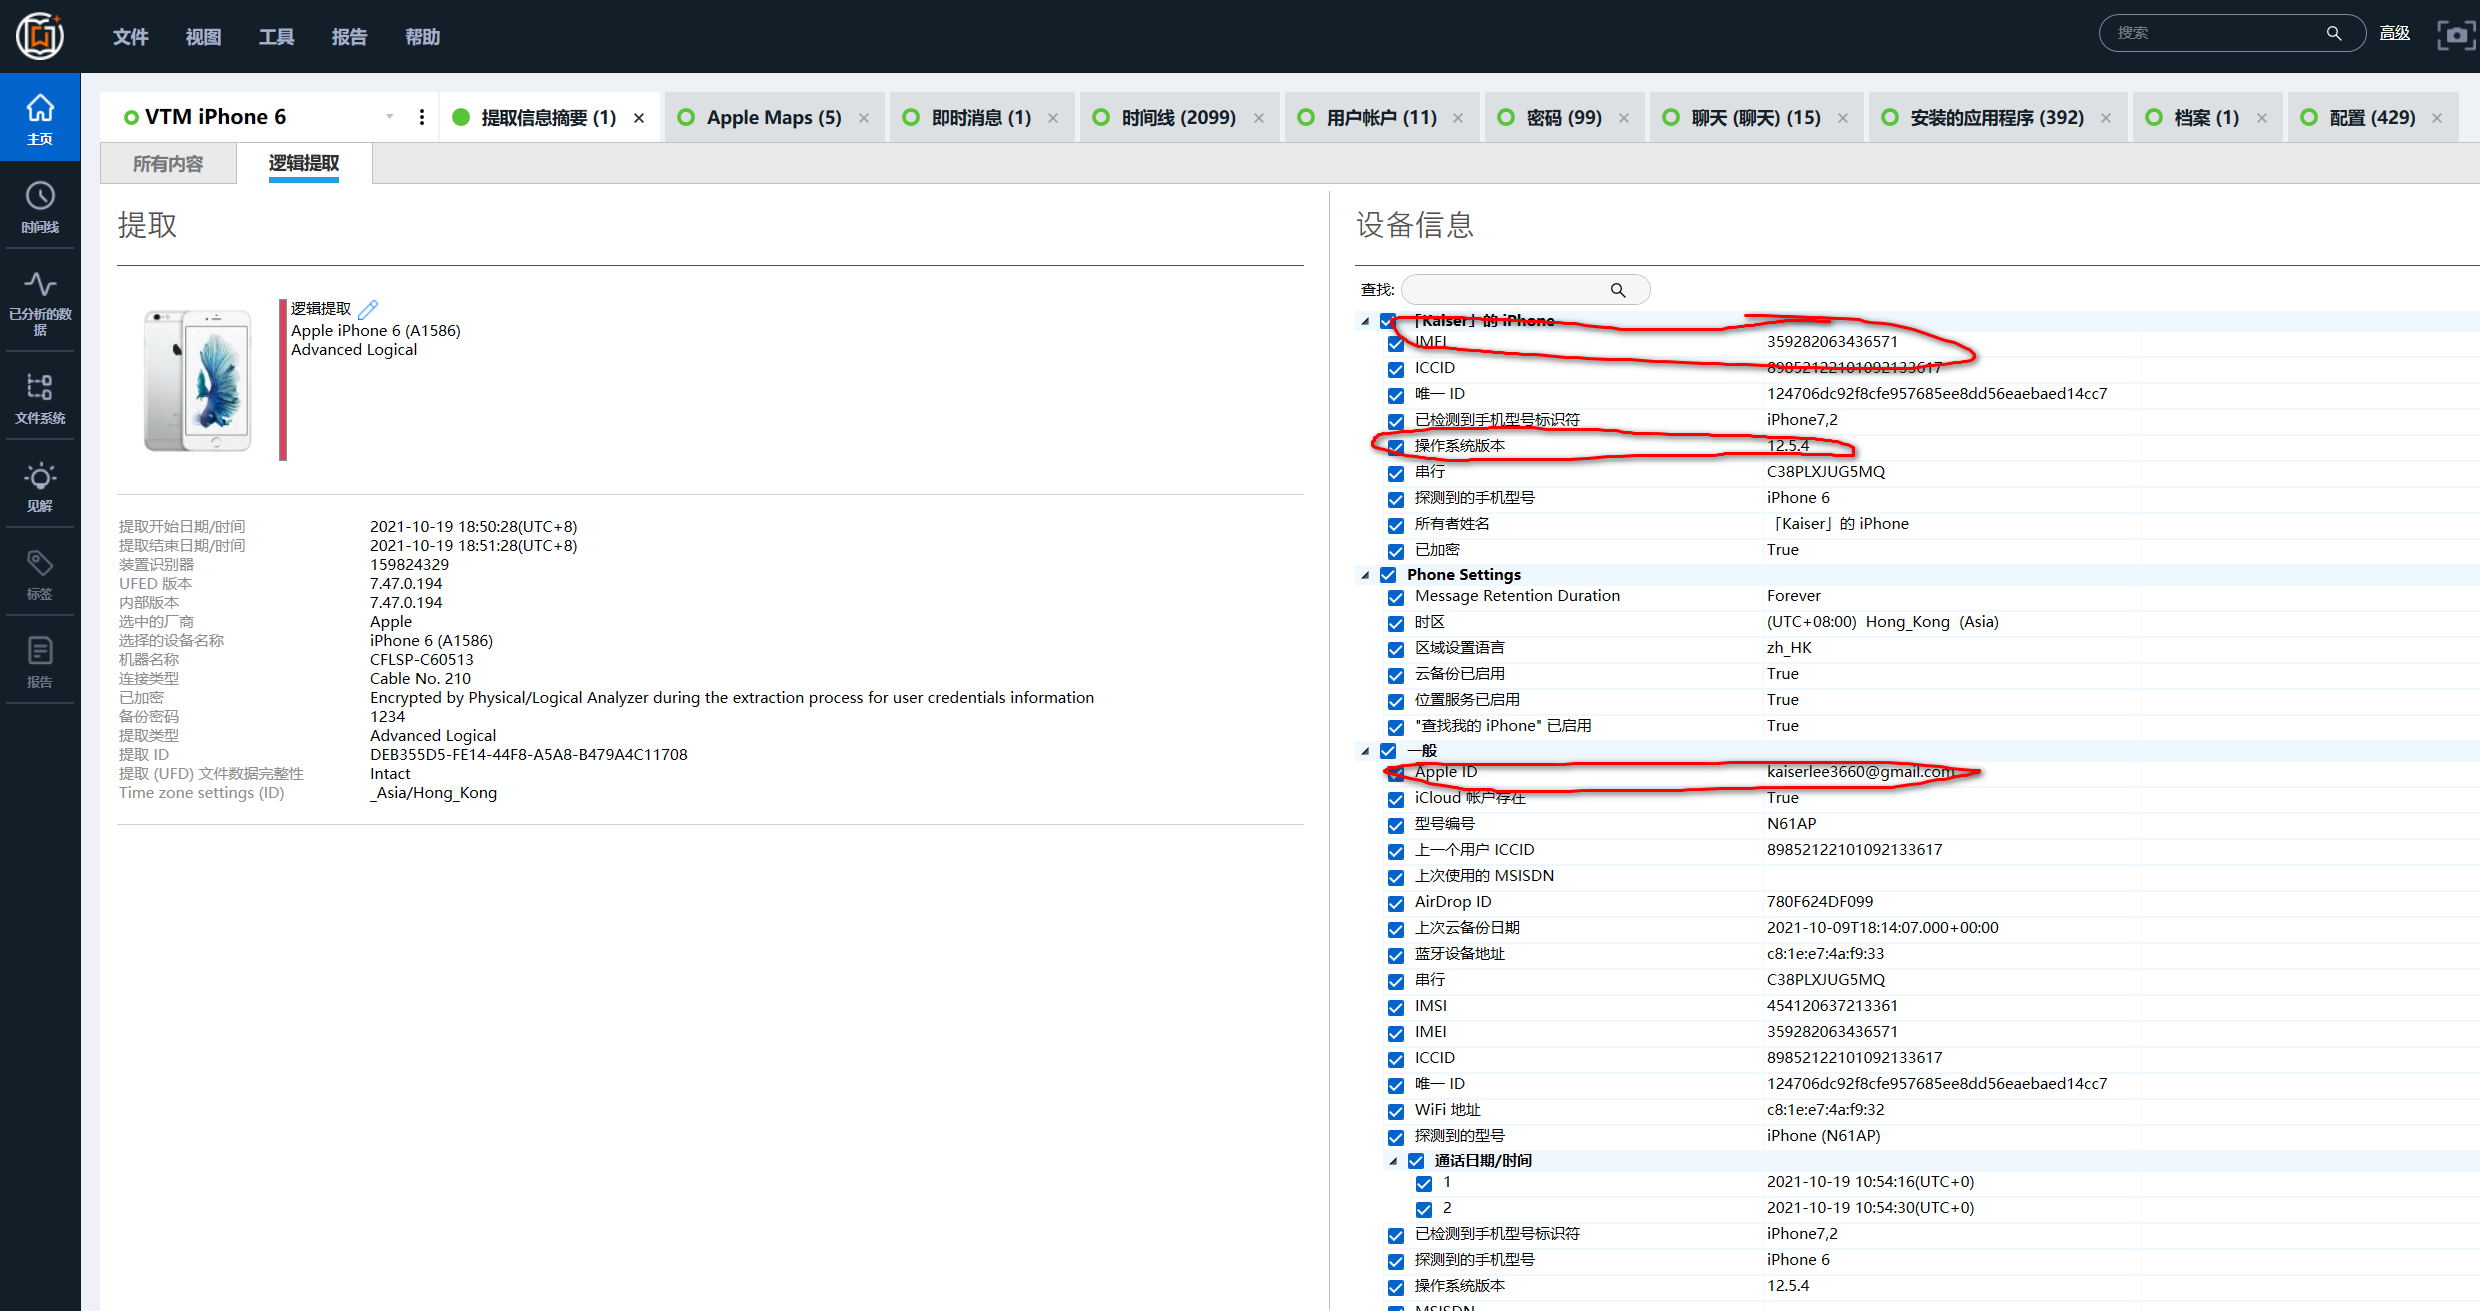 文件 视图 工具 报告 帮助
搜索 高级
主页
时间线
已分析的数据
文件系统
见解
标签
报告
VTM iPhone 6
提取信息摘要 (1) Apple Maps (5) 即时消息 (1) 时间线 (2099) 用户帐户 (11) 密码 (99) 聊天 (聊天) (15) 安装的应用程序 (392) 档案 (1) 配置 (429)
所有内容 逻辑提取
提取
逻辑提取
Apple iPhone 6 (A1586)
Advanced Logical
提取开始日期/时间 2021-10-19 18:50:28(UTC+8)
提取结束日期/时间 2021-10-19 18:51:28(UTC+8)
装置识别器 159824329
UFED 版本 7.47.0.194
内部版本 7.47.0.194
选中的厂商 Apple
选择的设备名称 iPhone 6 (A1586)
机器名称 CFLSP-C60513
连接类型 Cable No. 210
已加密 Encrypted by Physical/Logical Analyzer during the extraction process for user credentials information
备份密码 1234
提取类型 Advanced Logical
提取 ID DEB355D5-FE14-44F8-A5A8-B479A4C11708
提取 (UFD) 文件数据完整性 Intact
Time zone settings (ID) _Asia/Hong_Kong
设备信息
查找:
「Kaiser」的 iPhone
IMEI 359282063436571
ICCID 89852122101092133617
唯一 ID 124706dc92f8cfe957685ee8dd56eaebaed14cc7
已检测到手机型号标识符 iPhone7,2
操作系统版本 12.5.4
串行 C38PLXJUG5MQ
探测到的手机型号 iPhone 6
所有者姓名 「Kaiser」的 iPhone
已加密 True
Phone Settings
Message Retention Duration Forever
时区 (UTC+08:00) Hong_Kong (Asia)
区域设置语言 zh_HK
云备份已启用 True
位置服务已启用 True
"查找我的 iPhone" 已启用 True
一般
Apple ID kaiserlee3660@gmail.com
iCloud 帐户存在 True
型号编号 N61AP
上一个用户 ICCID 89852122101092133617
上次使用的 MSISDN
AirDrop ID 780F624DF099
上次云备份日期 2021-10-09T18:14:07.000+00:00
蓝牙设备地址 c8:1e:e7:4a:f9:33
串行 C38PLXJUG5MQ
IMSI 454120637213361
IMEI 359282063436571
ICCID 89852122101092133617
唯一 ID 124706dc92f8cfe957685ee8dd56eaebaed14cc7
WiFi 地址 c8:1e:e7:4a:f9:32
探测到的型号 iPhone (N61AP)
通话日期/时间
1 2021-10-19 10:54:16(UTC+0)
2 2021-10-19 10:54:30(UTC+0)
已检测到手机型号标识符 iPhone7,2
探测到的手机型号 iPhone 6
操作系统版本 12.5.4
MSISDN